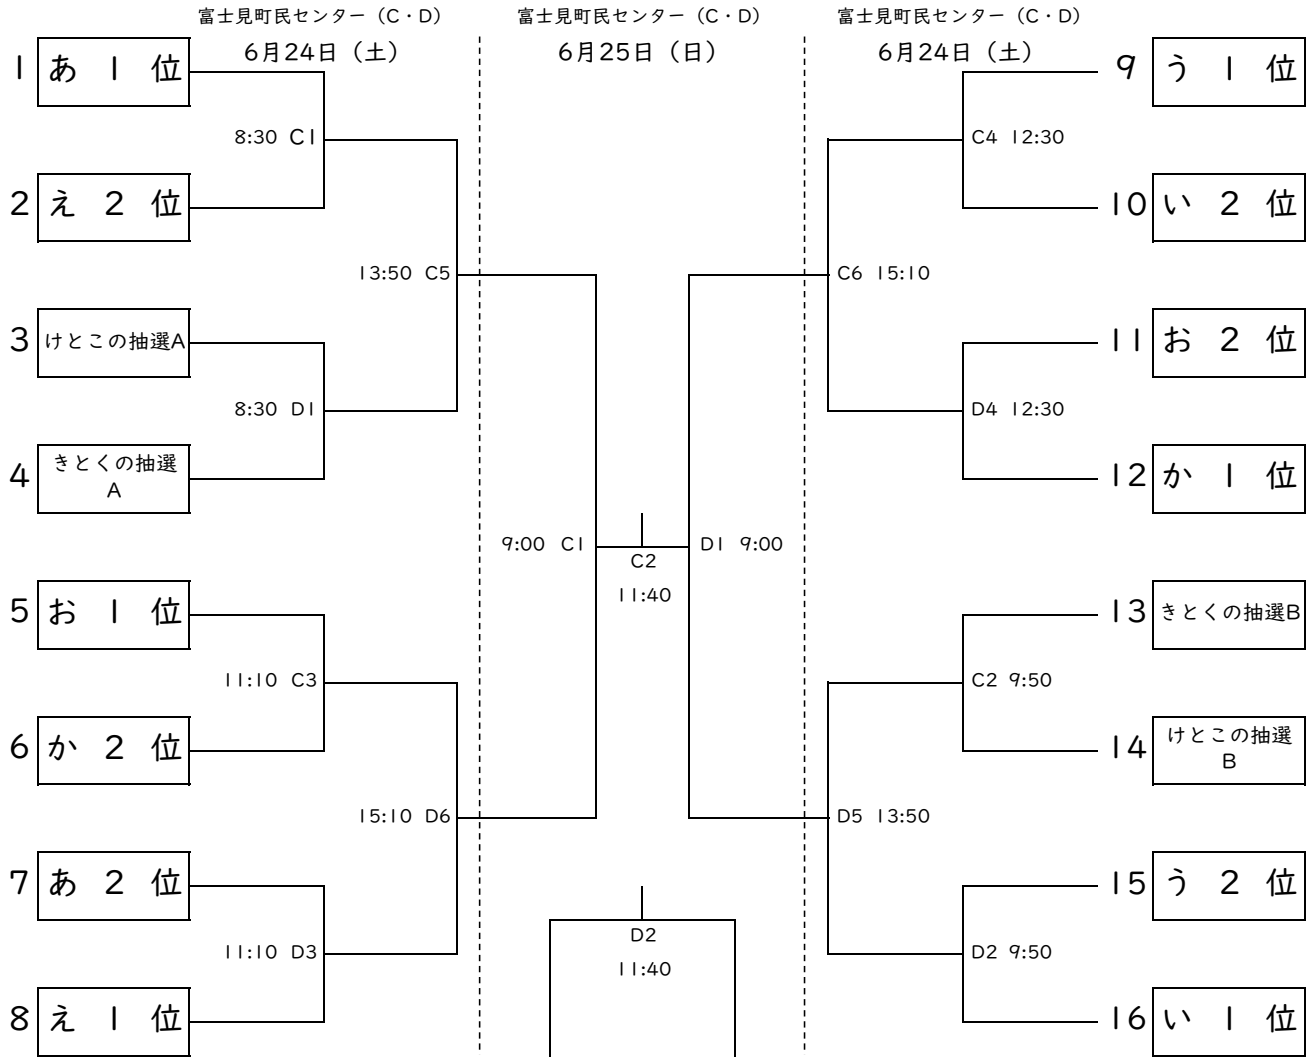 富士見町民センター（C・D）
富士見町民センター（C・D）
富士見町民センター（C・D）
6月24日（土）
6月25日（日）
6月24日（土）
1 あ 1 位
9 う 1 位
8:30 C1
C4 12:30
2 え 2 位
10 い 2 位
13:50 C5
C6 15:10
3 けとこの抽選A
11 お 2 位
8:30 D1
D4 12:30
4 きとくの抽選
A
12 か 1 位
9:00 C1
D1 9:00
C2
11:40
5 お 1 位
13 きとくの抽選B
11:10 C3
C2 9:50
6 か 2 位
14 けとこの抽選
B
15:10 D6
D5 13:50
7 あ 2 位
15 う 2 位
D2
11:40
11:10 D3
D2 9:50
8 え 1 位
16 い 1 位